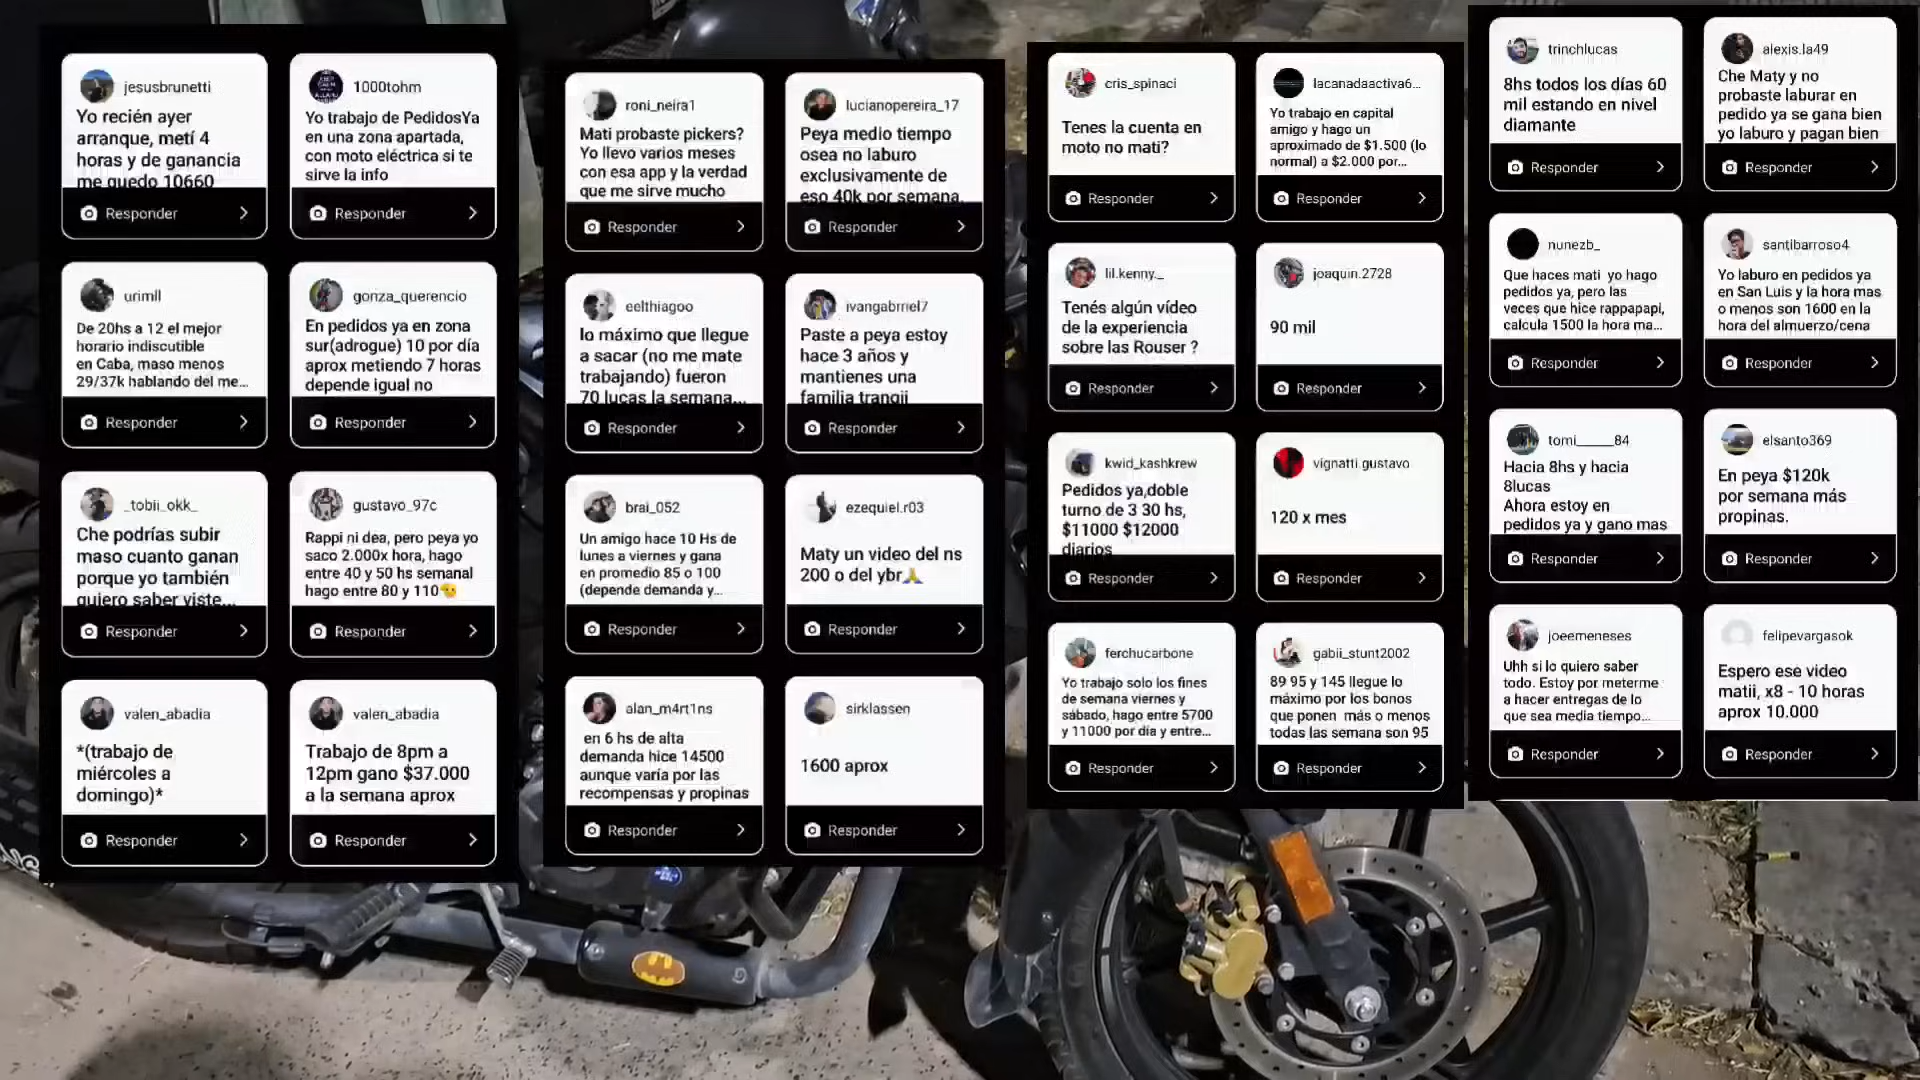 jesusbrunetti
Yo recién ayer
arranque, metí 4
horas y de ganancia
me quedo 10660
Responder
1000tohm
Yo trabajo de PedidosYa
en una zona apartada,
con moto eléctrica si te
sirve la info
Responder
urimll
De 20hs a 12 el mejor
horario indiscutible
en Caba, maso menos
29/37k hablando del me...
Responder
gonza_querencio
En pedidos ya en zona
sur(adrogue) 10 por día
aprox metiendo 7 horas
depende igual no
Responder
_tobii_okk_
Che podrías subir
maso cuanto ganan
porque yo también
quiero saber viste...
Responder
gustavo_97c
Rappi ni dea, pero peya yo
saco 2.000x hora, hago
entre 40 y 50 hs semanal
hago entre 80 y 110
Responder
valen_abadia
*(trabajo de
miércoles a
domingo)*
Responder
valen_abadia
Trabajo de 8pm a
12pm gano $37.000
a la semana aprox
Responder
roni_neira1
Mati probaste pickers?
Yo llevo varios meses
con esa app y la verdad
que me sirve mucho
Responder
lucianopereira_17
Peya medio tiempo
osea no laburo
exclusivamente de
eso 40k por semana.
Responder
eelthiagoo
lo máximo que llegue
a sacar (no me mate
trabajando) fueron
70 lucas la semana...
Responder
ivangabrriel7
Paste a peya estoy
hace 3 años y
mantienes una
familia tranqii
Responder
brai_052
Un amigo hace 10 Hs de
lunes a viernes y gana
en promedio 85 o 100
(depende demanda y...
Responder
ezequiel.r03
Maty un video del ns
200 o del ybr🙏
Responder
alan_m4rt1ns
en 6 hs de alta
demanda hice 14500
aunque varía por las
recompensas y propinas
Responder
sirklassen
1600 aprox
Responder
cris_spinaci
Tenes la cuenta en
moto no mati?
Responder
lacanadaactiva6...
Yo trabajo en capital
amigo y hago un
aproximado de $1.500 (lo
normal) a $2.000 por...
Responder
lil.kenny._
Tenés algún vídeo
de la experiencia
sobre las Rouser ?
Responder
joaquin.2728
90 mil
Responder
kwid_kashkrew
Pedidos ya,doble
turno de 3 30 hs,
$11000 $12000
diarios
Responder
vignatti.gustavo
120 x mes
Responder
ferchucarbone
Yo trabajo solo los fines
de semana viernes y
sábado, hago entre 5700
y 11000 por día y entre...
Responder
gabii_stunt2002
89 95 y 145 llegue lo
máximo por los bonos
que ponen más o menos
todas las semana son 95
Responder
trinchlucas
8hs todos los días 60
mil estando en nivel
diamante
Responder
alexis.la49
Che Maty y no
probaste laburar en
pedido ya se gana bien
yo laburo y pagan bien
Responder
nunezb_
Que haces mati yo hago
pedidos ya, pero las
veces que hice rappapapi,
calcula 1500 la hora ma...
Responder
santibarroso4
Yo laburo en pedidos ya
en San Luis y la hora mas
o menos son 1600 en la
hora del almuerzo/cena
Responder
tomi_____84
Hacia 8hs y hacia
8lucas
Ahora estoy en
pedidos ya y gano mas
Responder
elsanto369
En peya $120k
por semana más
propinas.
Responder
joeemeneses
Uhh si lo quiero saber
todo. Estoy por meterme
a hacer entregas de lo
que sea media tiempo...
Responder
felipevargasok
Espero ese video
matii, x8 - 10 horas
aprox 10.000
Responder